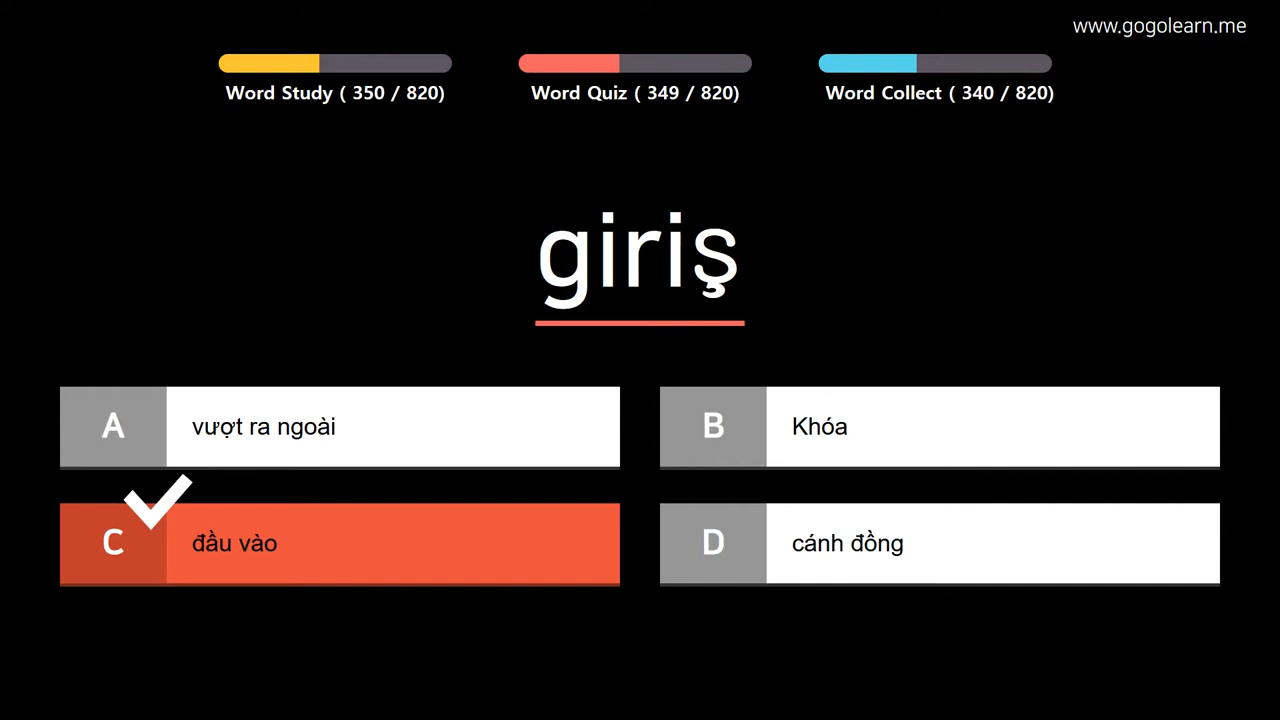 www.gogolearn.me
Word Study ( 350 / 820)
Word Quiz ( 349 / 820)
Word Collect ( 340 / 820)
giriş
A vượt ra ngoài
B Khóa
C đầu vào
D cánh đồng